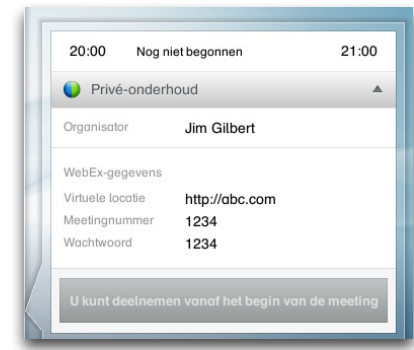 20:00 Nog niet begonnen 21:00
Privé-onderhoud
Organisator Jim Gilbert
WebEx-gegevens
Virtuele locatie http://abc.com
Meetingnummer 1234
Wachtwoord 1234
U kunt deelnemen vanaf het begin van de meeting